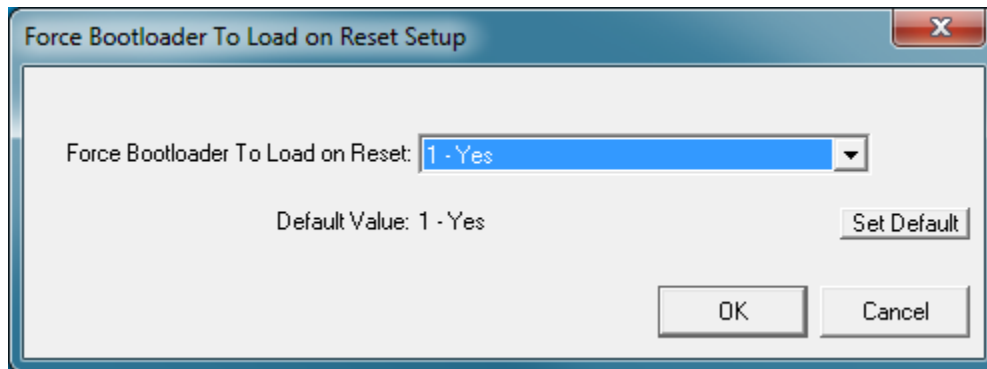 Force Bootloader To Load on Reset Setup
Force Bootloader To Load on Reset: 1 - Yes
Default Value: 1 - Yes
Set Default
OK
Cancel